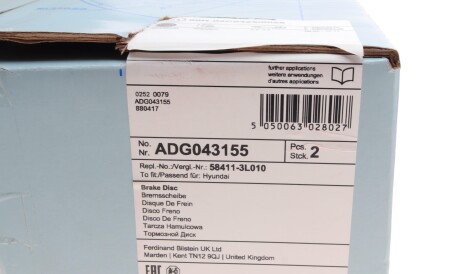 further applications
weitere anwendungen
d'autres applications
0252 0079
ADG043155
880417
5 050063 028027
No.
Nr. ADG043155
Pcs.
Stck. 2
Repl.-No./Vergl.-Nr.: 58411-3L010
To fit/Passend für: Hyundai
Brake Disc
Bremsscheibe
Disque De Frein
Disco Freno
Disco De Freno
Tarcza Hamulcowa
Тормозной Диск
Ferdinand Bilstein UK Ltd
Marden | Kent TN12 9QJ | United Kingdom
EAC